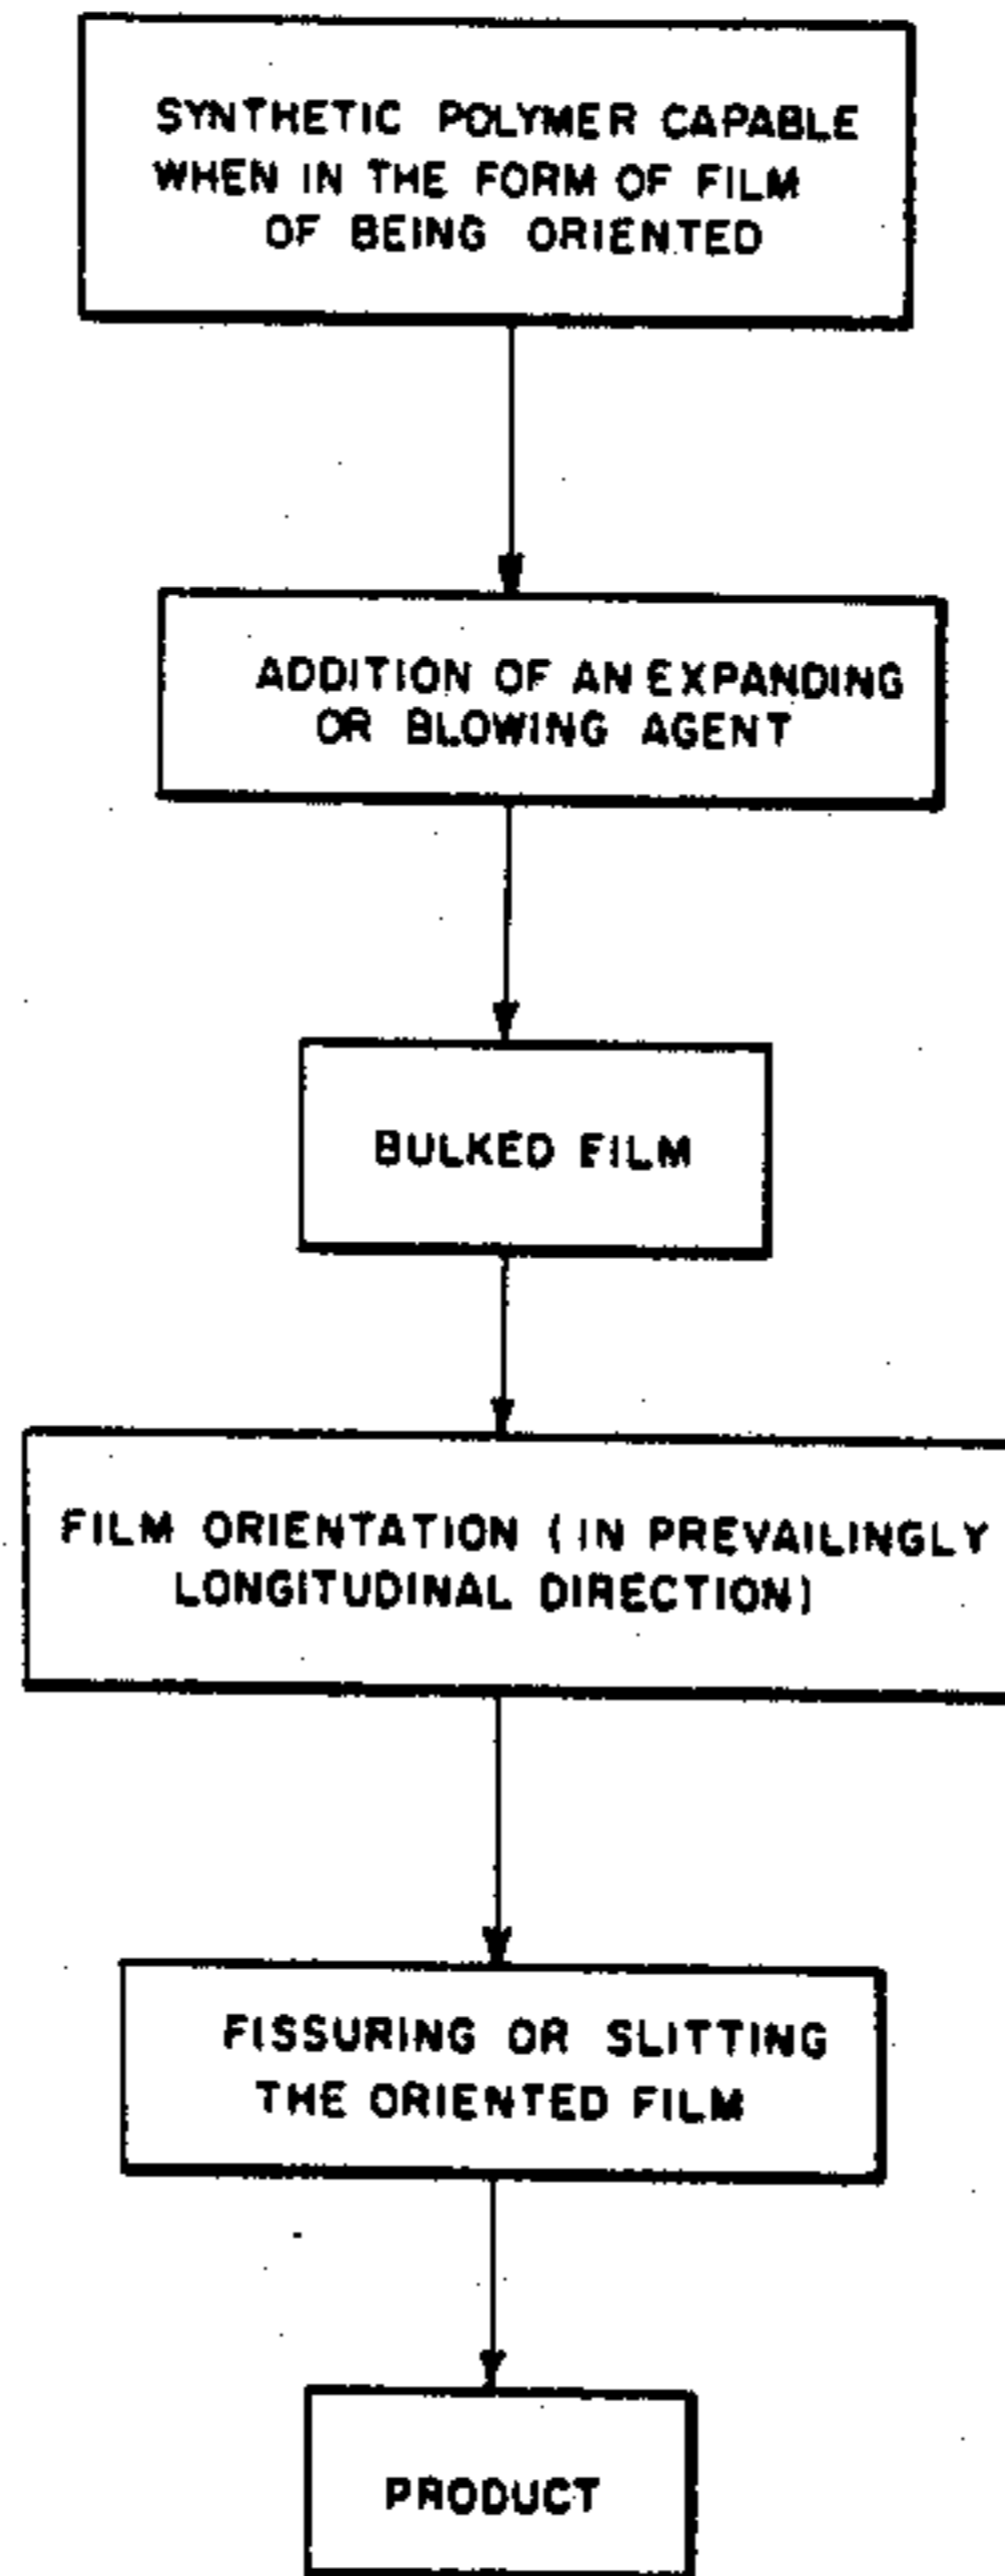 SYNTHETIC POLYMER CAPABLE
WHEN IN THE FORM OF FILM
OF BEING ORIENTED
ADDITION OF AN EXPANDING
OR BLOWING AGENT
BULKED FILM
FILM ORIENTATION (IN PREVAILINGLY
LONGITUDINAL DIRECTION)
FISSURING OR SLITTING
THE ORIENTED FILM
PRODUCT